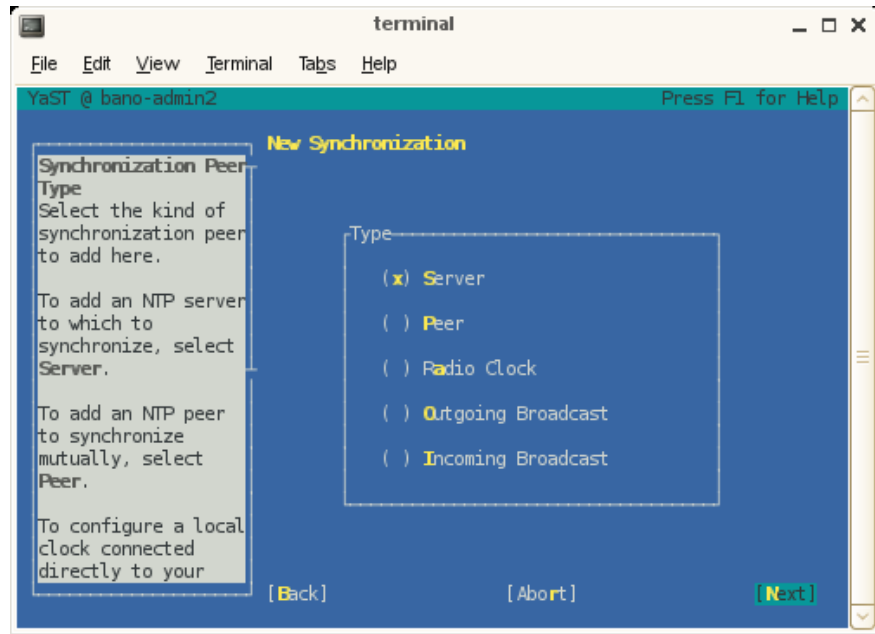 terminal
File Edit View Terminal Tabs Help
YaST @ bano-admin2 Press F1 for Help
New Synchronization
Synchronization Peer
Type
Select the kind of
synchronization peer
to add here.
To add an NTP server
to which to
synchronize, select
Server.
To add an NTP peer
to synchronize
mutually, select
Peer.
To configure a local
clock connected
directly to your
Type
(x) Server
( ) Peer
( ) Radio Clock
( ) Outgoing Broadcast
( ) Incoming Broadcast
[Back] [Abort] [Next]